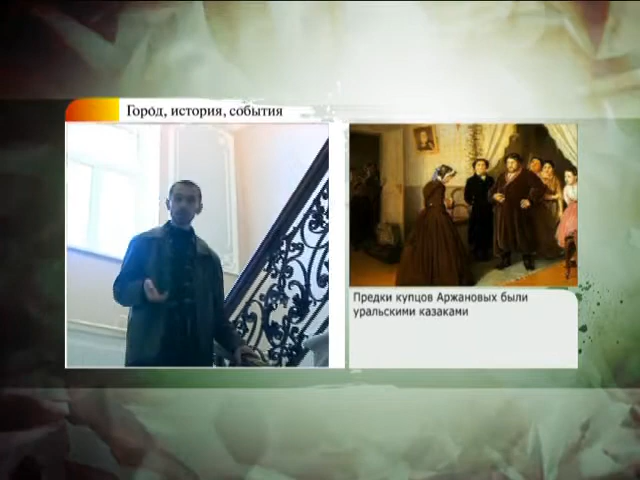 Город, история, события
Предки купцов Аржановых были
уральскими казаками